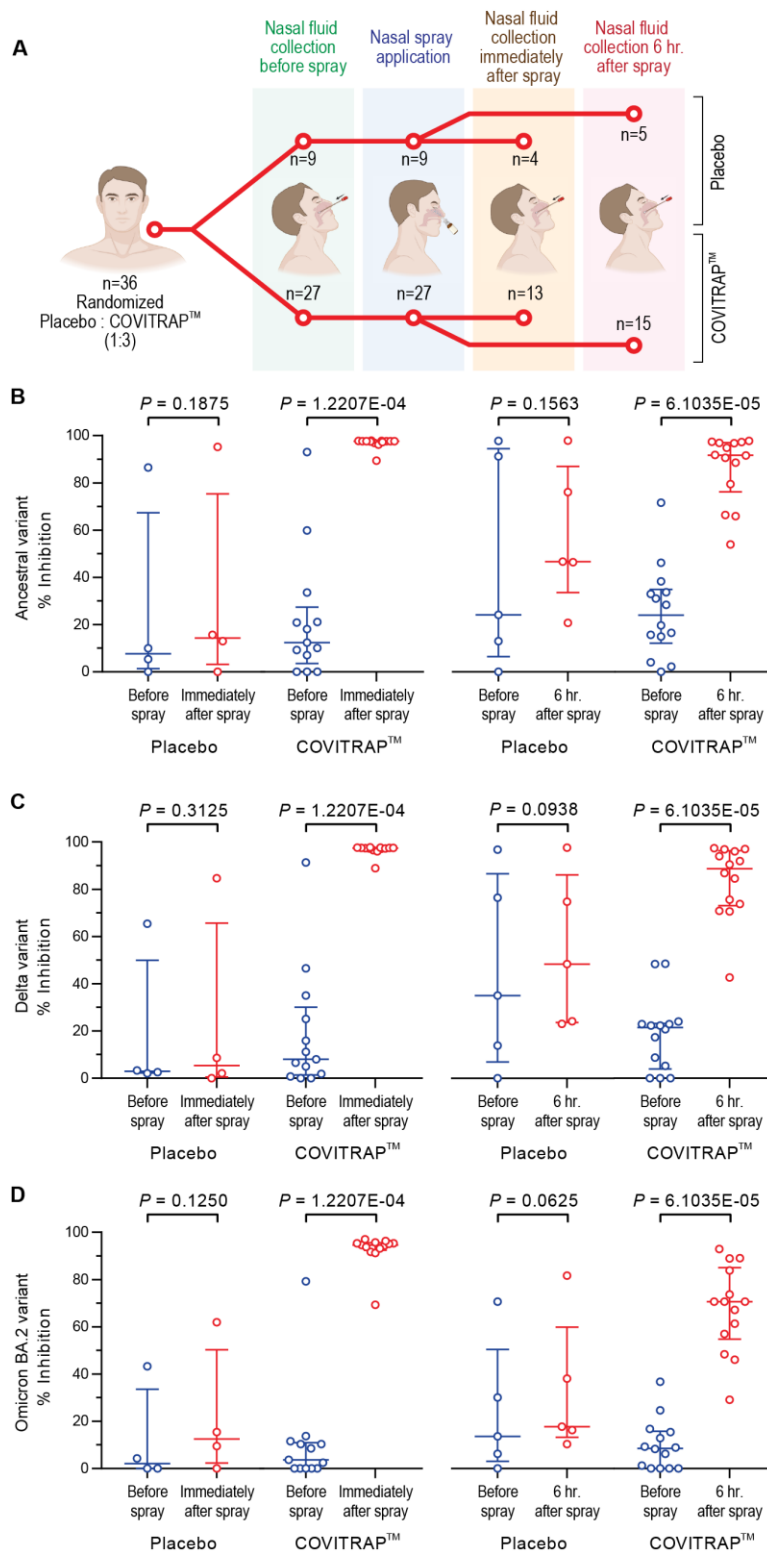 A
Nasal fluid
collection
before spray
Nasal spray
application
Nasal fluid
collection
immediately
after spray
Nasal fluid
collection 6 hr.
after spray
n=5
n=9
n=9
n=4
Placebo
n=36
Randomized
Placebo : COVITRAP™
(1:3)
n=27
n=27
n=13
n=15
COVITRAP™
B
P = 0.1875
P = 1.2207E-04
P = 0.1563
P = 6.1035E-05
Ancestral variant
% Inhibition
100
80
60
40
20
0
Before
spray
Immediately
after spray
Before
spray
Immediately
after spray
Before
spray
6 hr.
after spray
Before
spray
6 hr.
after spray
Placebo
COVITRAP™
Placebo
COVITRAP™
C
P = 0.3125
P = 1.2207E-04
P = 0.0938
P = 6.1035E-05
Delta variant
% Inhibition
100
80
60
40
20
0
Before
spray
Immediately
after spray
Before
spray
Immediately
after spray
Before
spray
6 hr.
after spray
Before
spray
6 hr.
after spray
Placebo
COVITRAP™
Placebo
COVITRAP™
D
P = 0.1250
P = 1.2207E-04
P = 0.0625
P = 6.1035E-05
Omicron BA.2 variant
% Inhibition
100
80
60
40
20
0
Before
spray
Immediately
after spray
Before
spray
Immediately
after spray
Before
spray
6 hr.
after spray
Before
spray
6 hr.
after spray
Placebo
COVITRAP™
Placebo
COVITRAP™